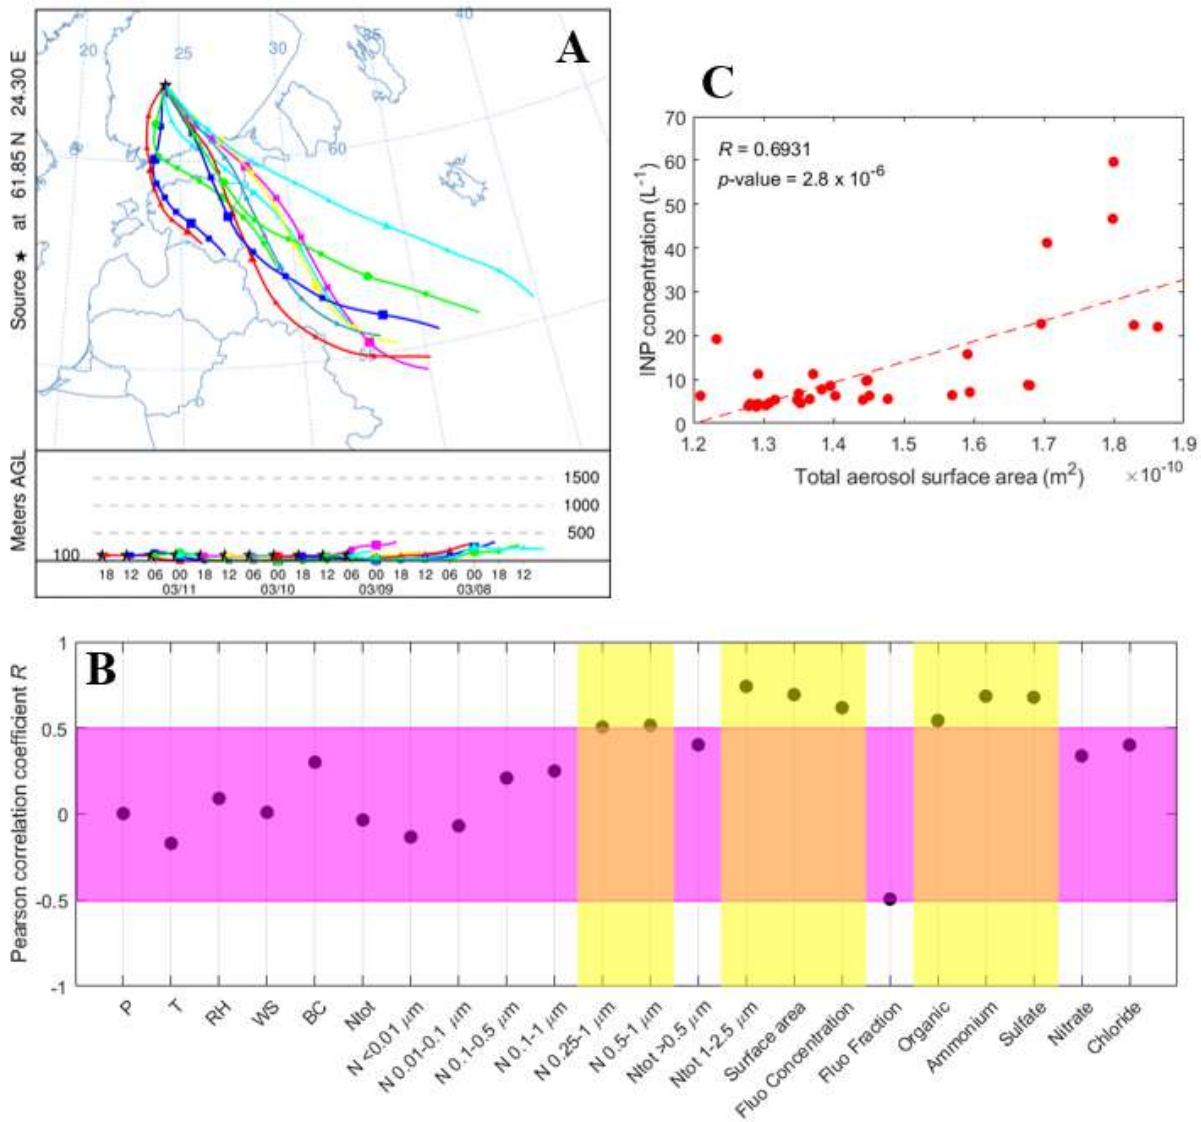 A
20
25
30
35
40
60
60
55
Source ★ at 61.85 N 24.30 E
Meters AGL
1500
1000
500
100
18 12 06 00 18 12 06 00 18 12 06 00 18 12 06 00 18 12
03/11 03/10 03/09 03/08
C
R = 0.6931
p-value = 2.8 x 10⁻⁶
INP concentration (L⁻¹)
70
60
50
40
30
20
10
0
1.2 1.3 1.4 1.5 1.6 1.7 1.8 1.9
Total aerosol surface area (m²) ×10⁻¹⁰
B
Pearson correlation coefficient R
1
0.5
0
-0.5
-1
P
T
RH
WS
BC
Ntot
N <0.01 μm
N 0.01-0.1 μm
N 0.1-0.5 μm
N 0.1-1 μm
N 0.25-1 μm
N 0.5-1 μm
Ntot >0.5 μm
Ntot 1-2.5 μm
Surface area
Fluo Concentration
Fluo Fraction
Organic
Ammonium
Sulfate
Nitrate
Chloride